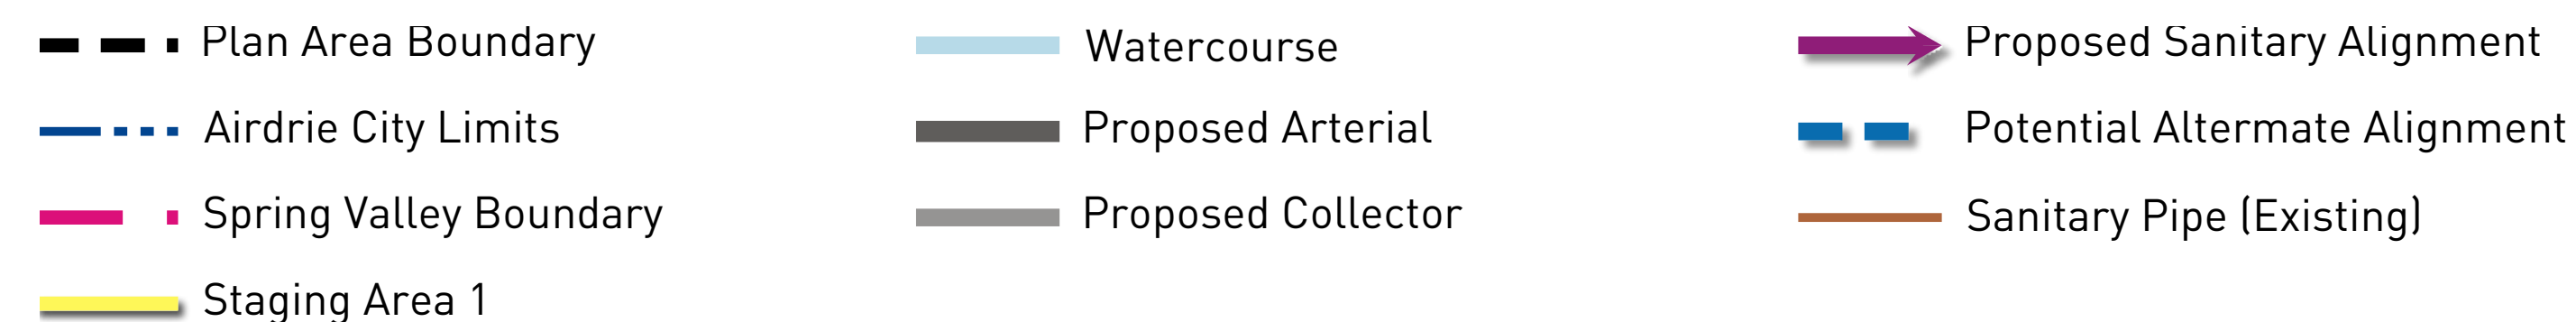 Plan Area Boundary
Airdrie City Limits
Spring Valley Boundary
Staging Area 1
Watercourse
Proposed Arterial
Proposed Collector
Proposed Sanitary Alignment
Potential Altermate Alignment
Sanitary Pipe (Existing)